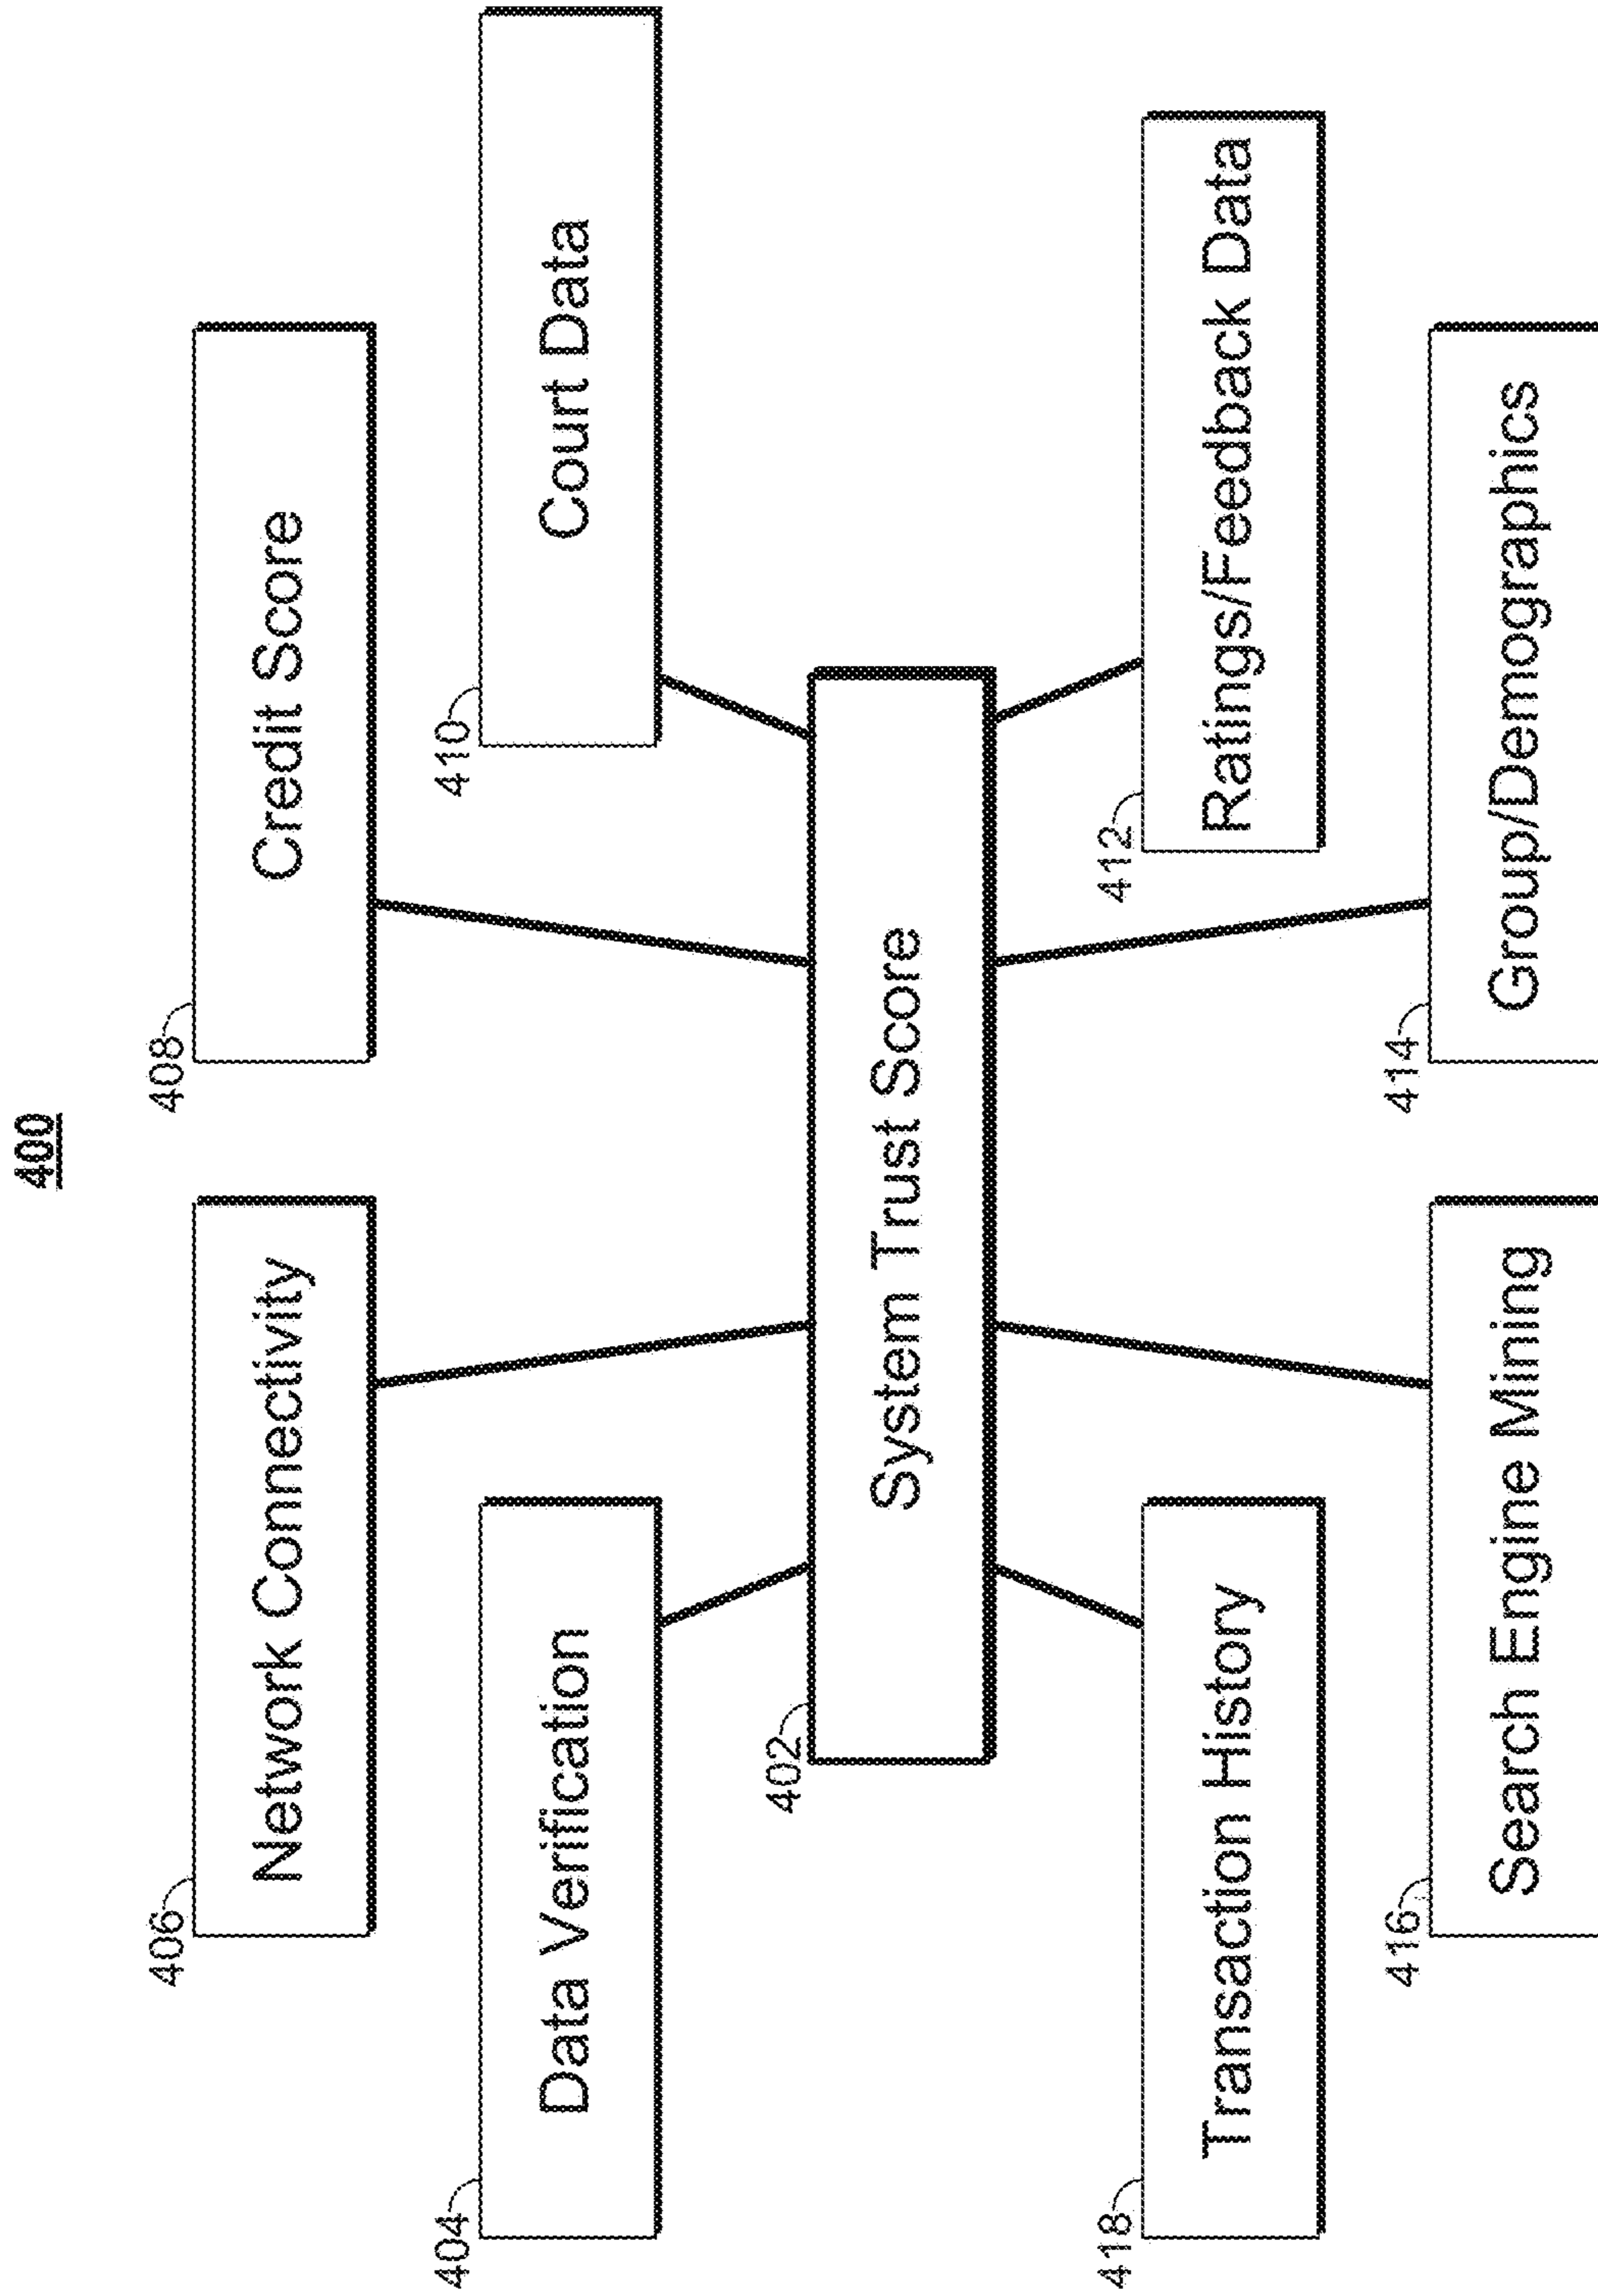 400
406
Network Connectivity
408
Credit Score
404
Data Verification
410
Court Data
402
System Trust Score
418
Transaction History
412
Ratings/Feedback Data
416
Search Engine Mining
414
Group/Demographics